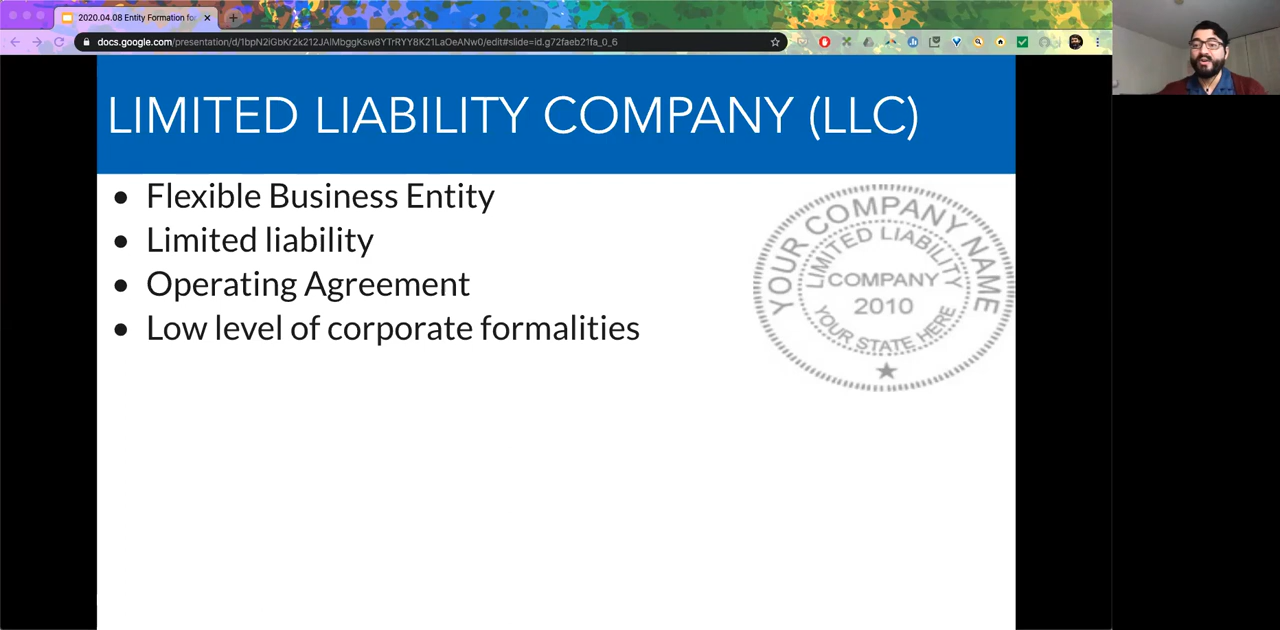 2020.04.08 Entity Formation fo
docs.google.com/presentation/d/1bpN2iGbKr2k212JAIMbggKsw8YTrRYY8K21LaOeANw0/edit#slide=id.g72faeb21fa_0_6
LIMITED LIABILITY COMPANY (LLC)
• Flexible Business Entity
• Limited liability
• Operating Agreement
• Low level of corporate formalities
YOUR COMPANY NAME
LIMITED LIABILITY
COMPANY
2010
YOUR STATE HERE